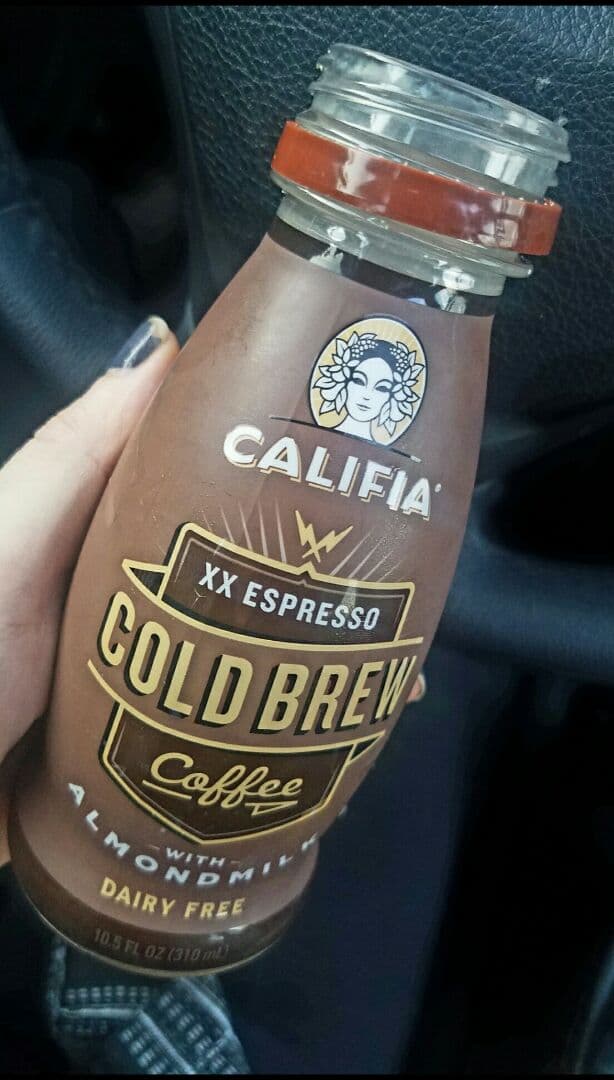 CALIFIA
XX ESPRESSO
COLD BREW
Coffee
WITH
ALMONDMILK
DAIRY FREE
10.5 FL OZ (310 mL)